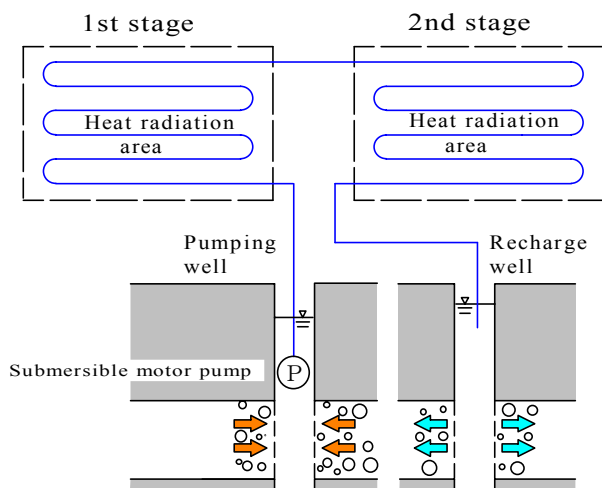 1st stage
2nd stage
Heat radiation
area
Heat radiation
area
Pumping
well
Recharge
well
Submersible motor pump
P